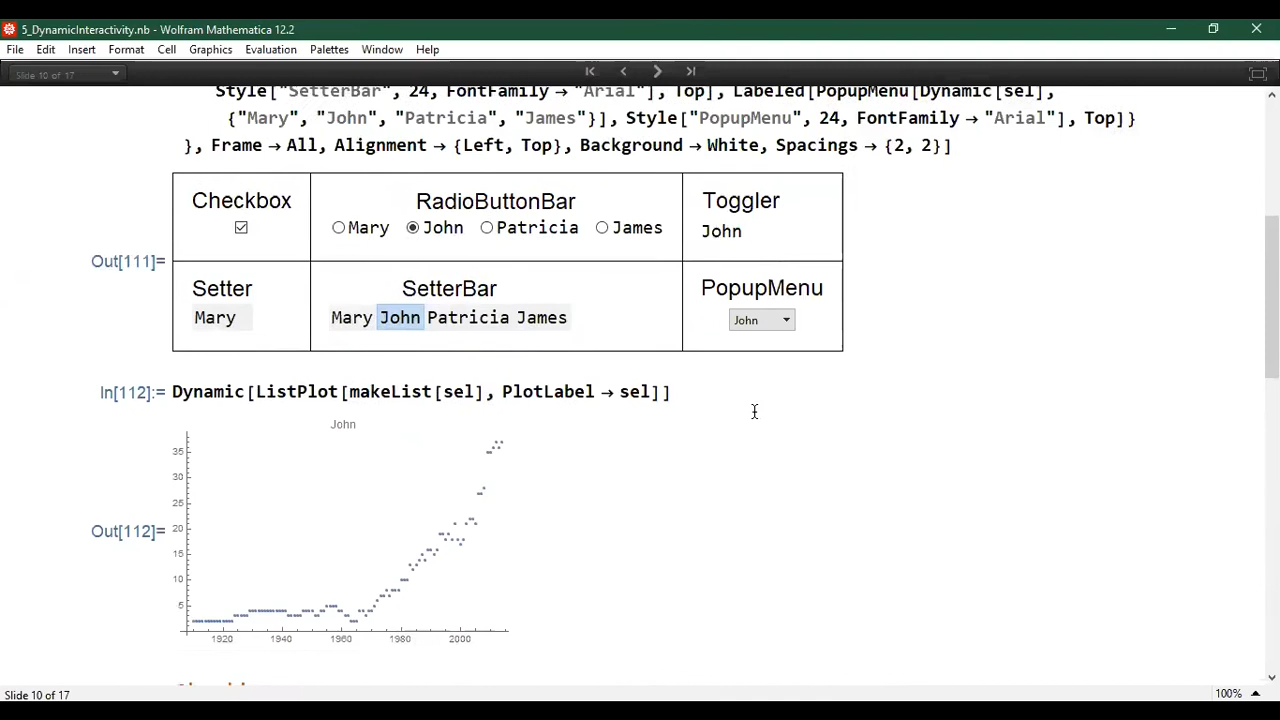 5_DynamicInteractivity.nb - Wolfram Mathematica 12.2
File Edit Insert Format Cell Graphics Evaluation Palettes Window Help
Slide 10 of 17
Style["SetterBar", 24, FontFamily → "Arial"], Top], Labeled[PopupMenu[Dynamic[sel],
{"Mary", "John", "Patricia", "James"}], Style["PopupMenu", 24, FontFamily → "Arial"], Top]}
}, Frame → All, Alignment → {Left, Top}, Background → White, Spacings → {2, 2}]
Checkbox RadioButtonBar Toggler
Mary John Patricia James John
Out[111]=
Setter SetterBar PopupMenu
Mary Mary John Patricia James John
In[112]:= Dynamic[ListPlot[makeList[sel], PlotLabel → sel]]
John
35
30
25
20
Out[112]=
15
10
5
1920 1940 1960 1980 2000
Slide 10 of 17 100%